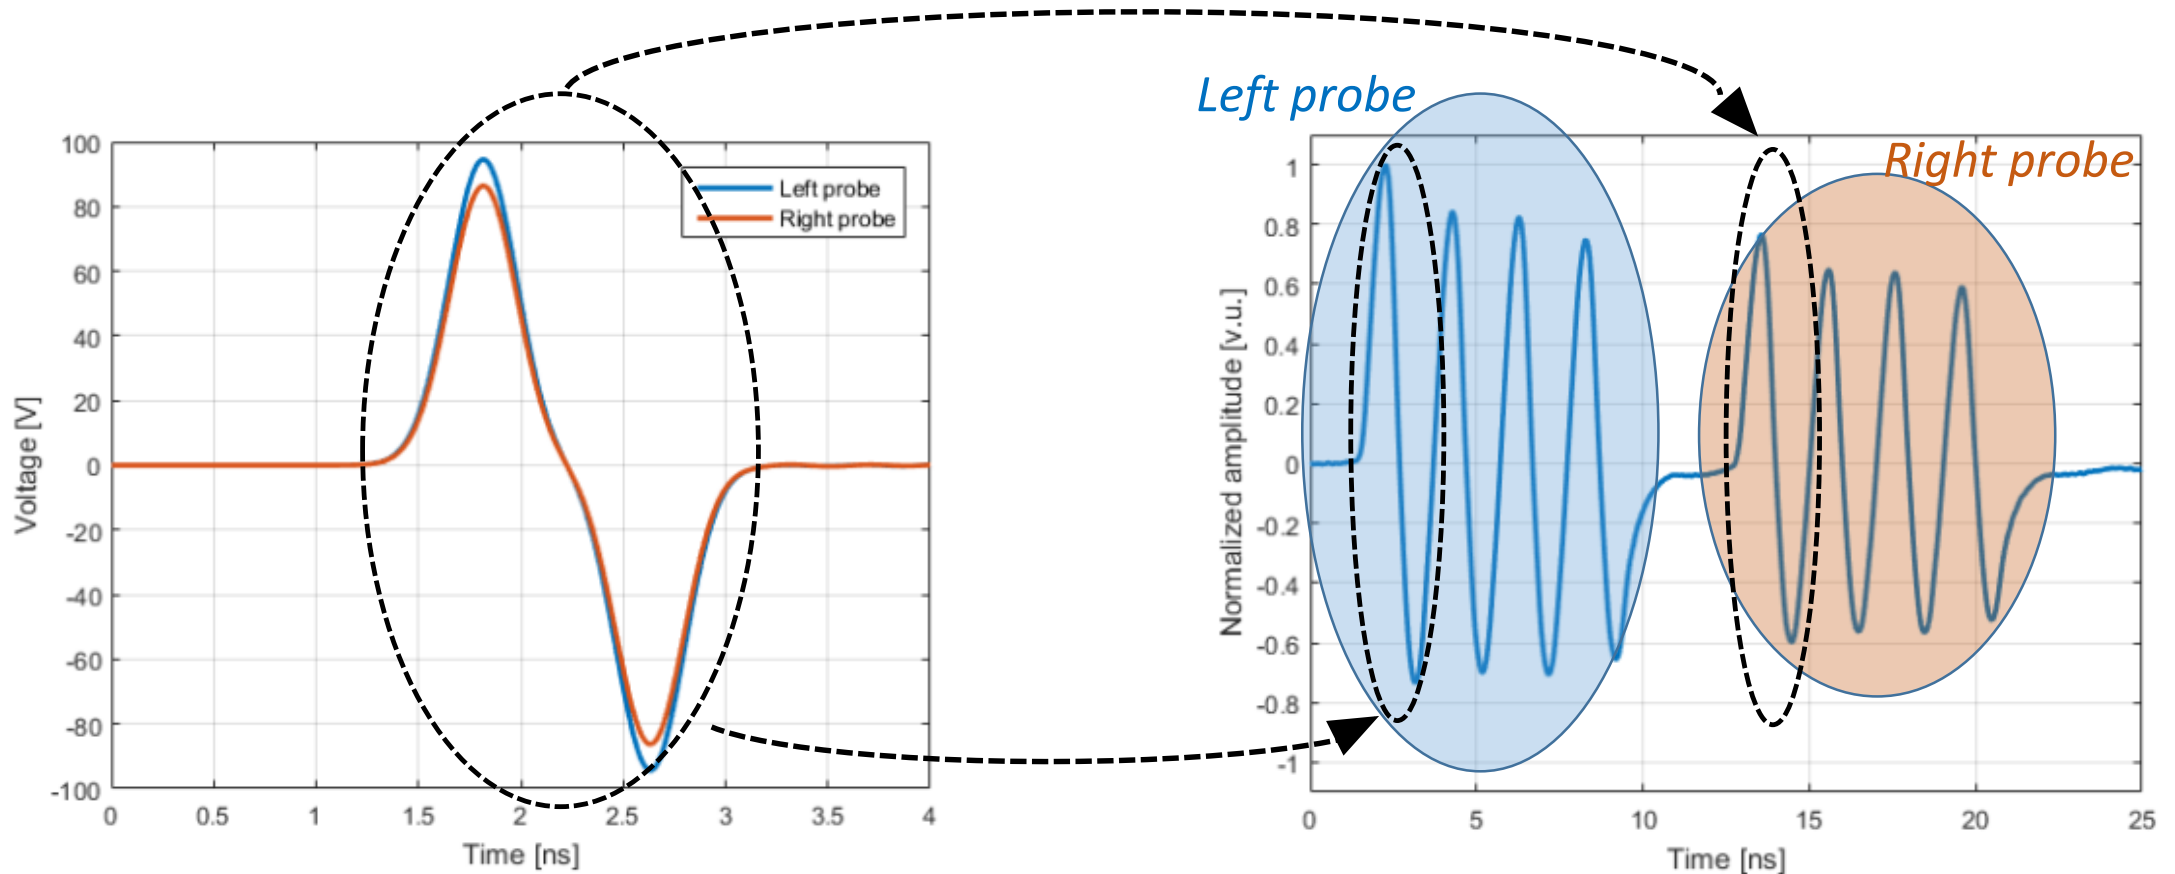 Left probe
Right probe
100
80
60
40
20
0
-20
-40
-60
-80
-100
Voltage [V]
Left probe
Right probe
0 0.5 1 1.5 2 2.5 3 3.5 4
Time [ns]
1
0.8
0.6
0.4
0.2
0
-0.2
-0.4
-0.6
-0.8
-1
Normalized amplitude [v.u.]
0 5 10 15 20 25
Time [ns]